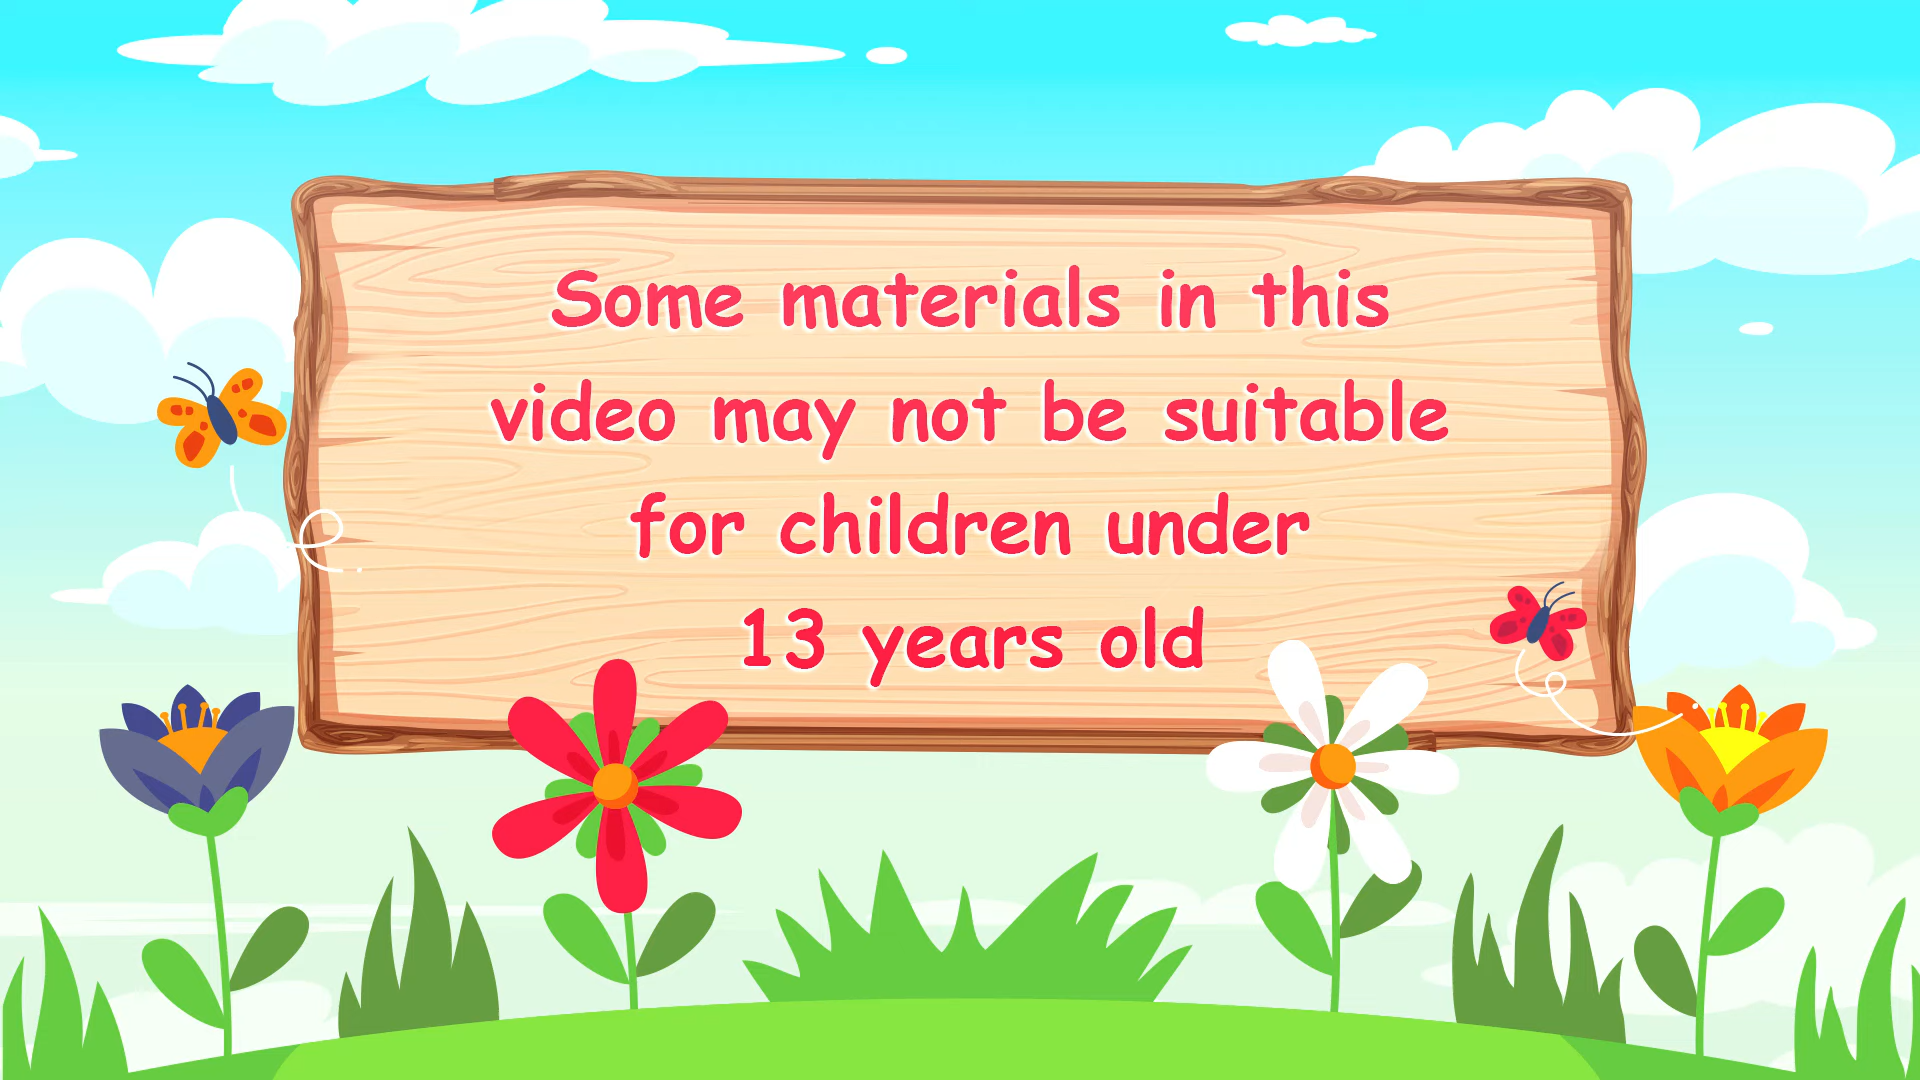 Some materials in this
video may not be suitable
for children under
13 years old